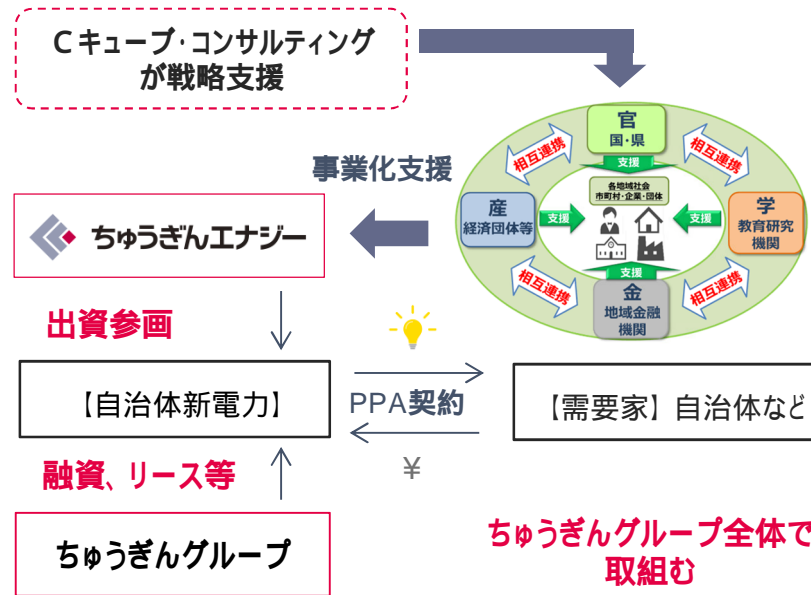 Cキューブ・コンサルティング
が戦略支援
官
国・県
相互連携
相互連携
支援
各地域社会
市町村・企業・団体
産
経済団体等
支援
支援
学
教育研究
機関
支援
相互連携
相互連携
金
地域金融
機関
事業化支援
ちゅうぎんエナジー
出資参画
【自治体新電力】
PPA契約
¥
【需要家】自治体など
融資、リース等
ちゅうぎんグループ
ちゅうぎんグループ全体で
取組む